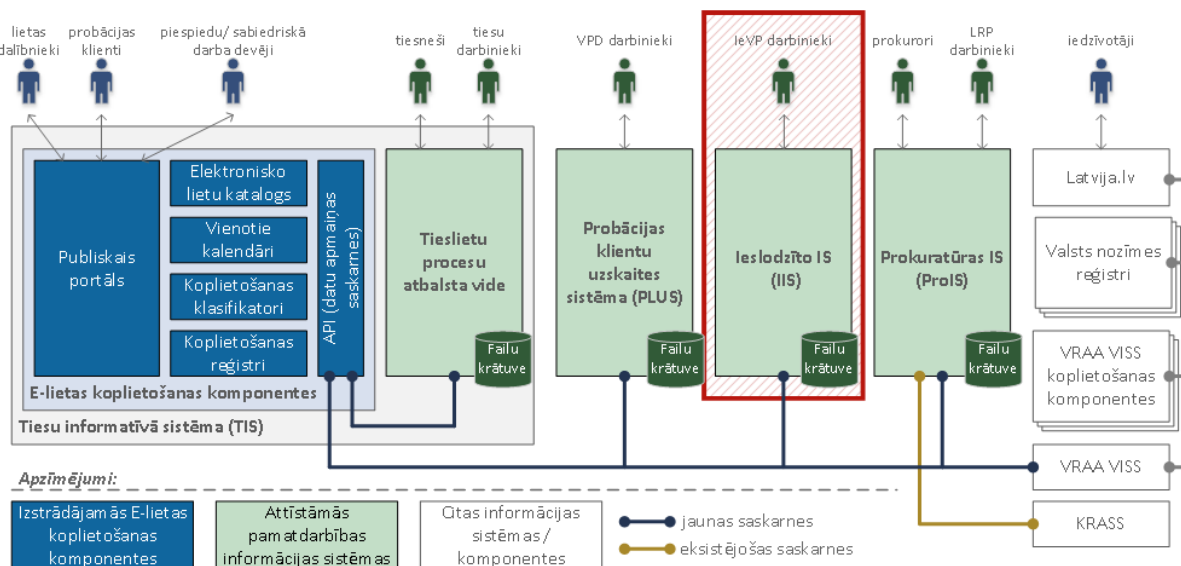 lietas
dalībnieki
probācijas
klienti
piespiedu/ sabiedriskā
darba devēji
tiesneši
tiesu
darbinieki
VPD darbinieki
IeVP darbinieki
prokurori
LRP
darbinieki
iedzīvotāji
Publiskais
portāls
Elektronisko
lietu katalogs
Vienotie
kalendāri
Koplietošanas
klasifikatori
Koplietošanas
reģistri
API (datu apmaiņas
saskarnes)
E-lietas koplietošanas komponentes
Tiesu informatīvā sistēma (TIS)
Tieslietu
procesu
atbalsta vide
Failu
krātuve
Probācijas
klientu
uzskaites
sistēma (PLUS)
Failu
krātuve
Ieslodzīto IS
(IIS)
Failu
krātuve
Prokuratūras IS
(ProIS)
Failu
krātuve
Latvija.lv
Valsts nozīmes
reģistri
VRAA VISS
koplietošanas
komponentes
VRAA VISS
KRASS
Apzīmējumi:
Izstrādājamās E-lietas
koplietošanas
komponentes
Attīstāmās
pamatdarbības
informācijas sistēmas
Citas informācijas
sistēmas /
komponentes
jaunas saskarnes
eksistējošas saskarnes